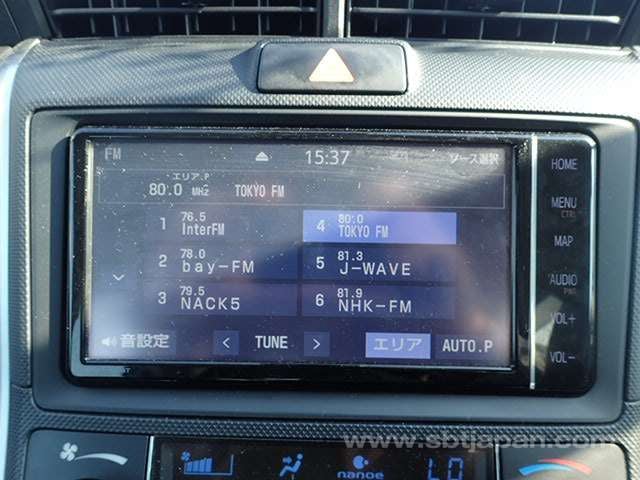 FM 15:37 ソース選択
エリア.P
80.0 MHz TOKYO FM
1 76.5 InterFM
2 78.0 bay-FM
3 79.5 NACK5
4 80.0 TOKYO FM
5 81.3 J-WAVE
6 81.9 NHK-FM
音設定 < TUNE > エリア AUTO.P
HOME
MENU
CTRL
MAP
AUDIO
VOL+
VOL-
www.sbtjapan.com
nanoe LO